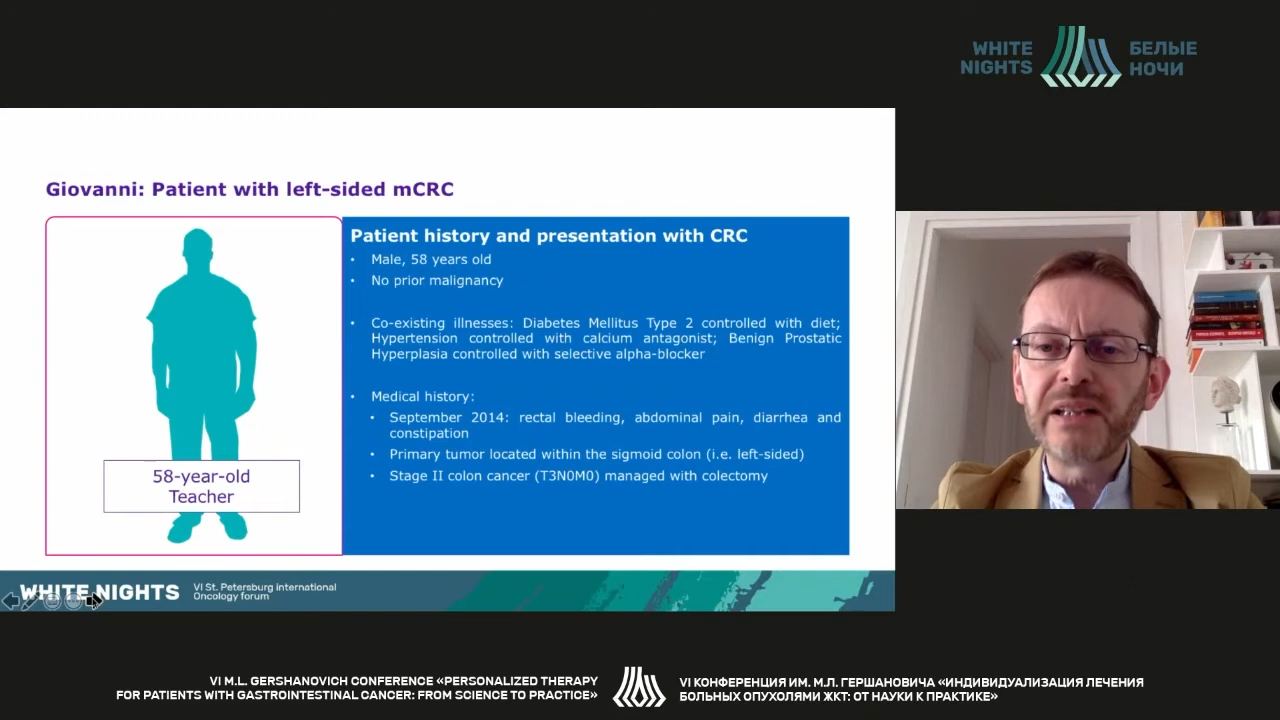 WHITE
NIGHTS
БЕЛЫЕ
НОЧИ
Giovanni: Patient with left-sided mCRC
58-year-old
Teacher
Patient history and presentation with CRC
• Male, 58 years old
• No prior malignancy
• Co-existing illnesses: Diabetes Mellitus Type 2 controlled with diet;
Hypertension controlled with calcium antagonist; Benign Prostatic
Hyperplasia controlled with selective alpha-blocker
• Medical history:
• September 2014: rectal bleeding, abdominal pain, diarrhea and
constipation
• Primary tumor located within the sigmoid colon (i.e. left-sided)
• Stage II colon cancer (T3N0M0) managed with colectomy
WHITE NIGHTS
VI St. Petersburg international
Oncology forum
VI M.L. GERSHANOVICH CONFERENCE «PERSONALIZED THERAPY
FOR PATIENTS WITH GASTROINTESTINAL CANCER: FROM SCIENCE TO PRACTICE»
VI КОНФЕРЕНЦИЯ ИМ. М.Л. ГЕРШАНОВИЧА «ИНДИВИДУАЛИЗАЦИЯ ЛЕЧЕНИЯ
БОЛЬНЫХ ОПУХОЛЯМИ ЖКТ: ОТ НАУКИ К ПРАКТИКЕ»